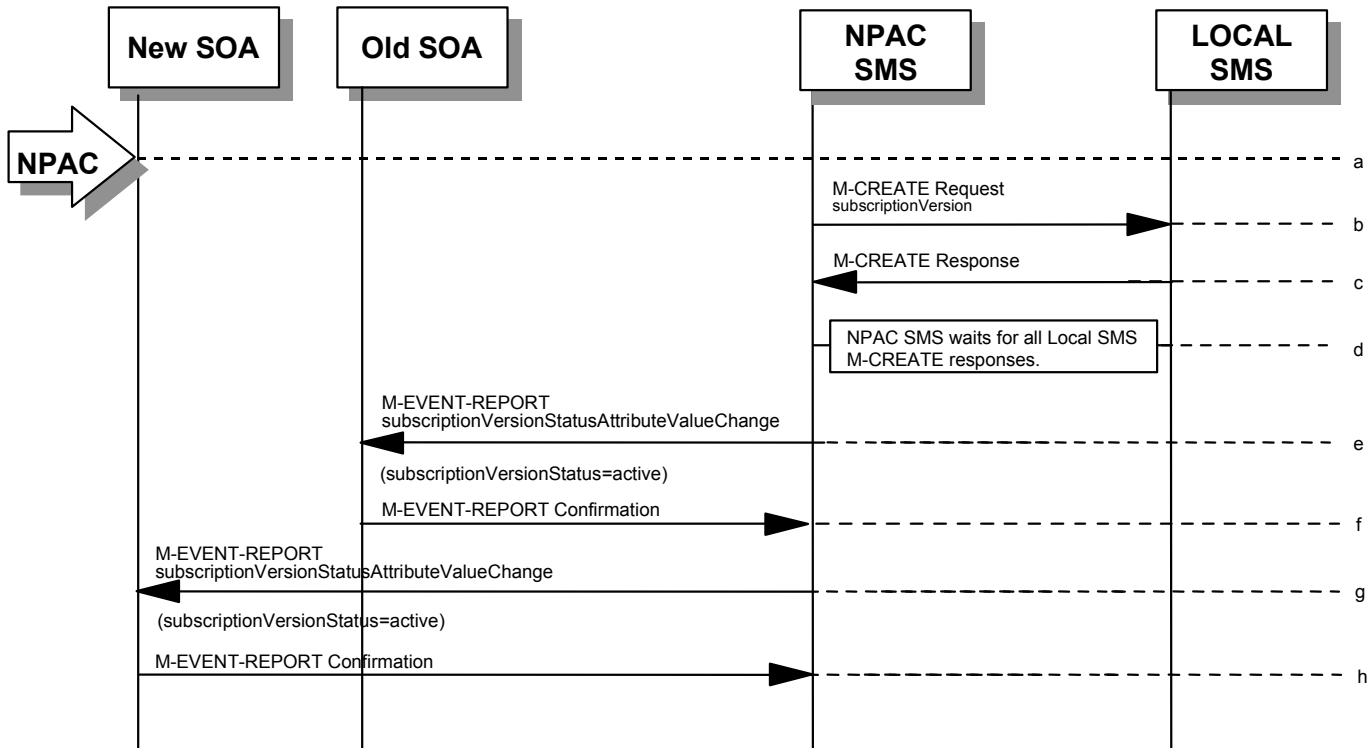 New SOA
Old SOA
NPAC
SMS
LOCAL
SMS
NPAC
a
M-CREATE Request
subscriptionVersion
b
M-CREATE Response
c
NPAC SMS waits for all Local SMS
M-CREATE responses.
d
M-EVENT-REPORT
subscriptionVersionStatusAttributeValueChange
e
(subscriptionVersionStatus=active)
M-EVENT-REPORT Confirmation
f
M-EVENT-REPORT
subscriptionVersionStatusAttributeValueChange
g
(subscriptionVersionStatus=active)
M-EVENT-REPORT Confirmation
h